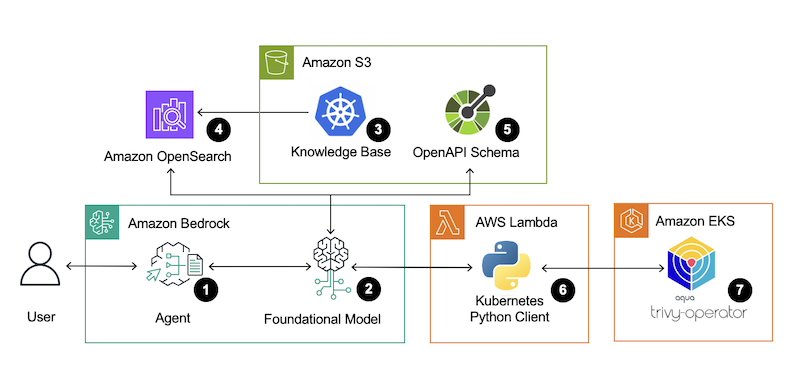 Amazon S3
4
3
5
Amazon OpenSearch
Knowledge Base
OpenAPI Schema
Amazon Bedrock
AWS Lambda
Amazon EKS
K
1
2
6
7
User
Agent
Foundational Model
Kubernetes
Python Client
aqua
trivy-operator